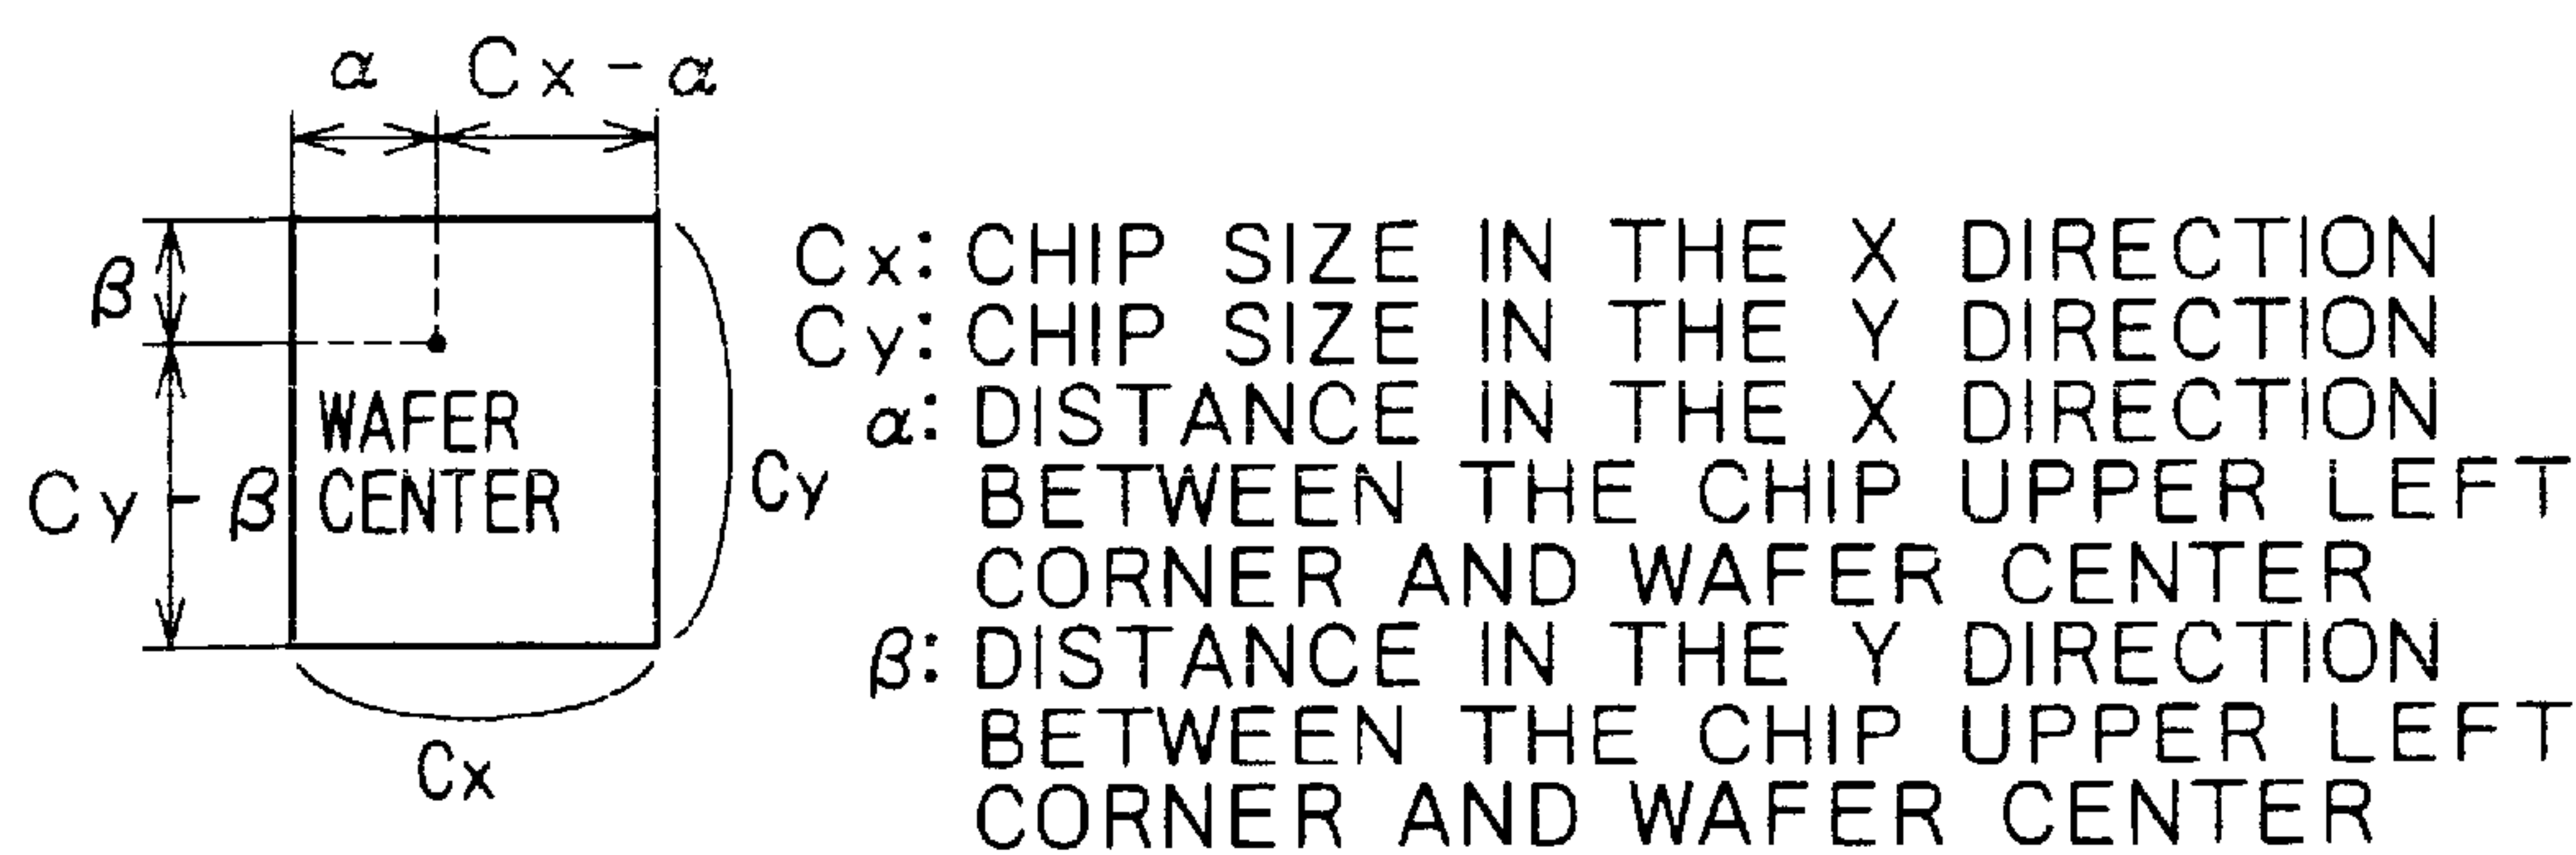 α Cx-α
β
Cy-β
WAFER
CENTER
Cy
Cx
Cx: CHIP SIZE IN THE X DIRECTION
Cy: CHIP SIZE IN THE Y DIRECTION
α: DISTANCE IN THE X DIRECTION
BETWEEN THE CHIP UPPER LEFT
CORNER AND WAFER CENTER
β: DISTANCE IN THE Y DIRECTION
BETWEEN THE CHIP UPPER LEFT
CORNER AND WAFER CENTER